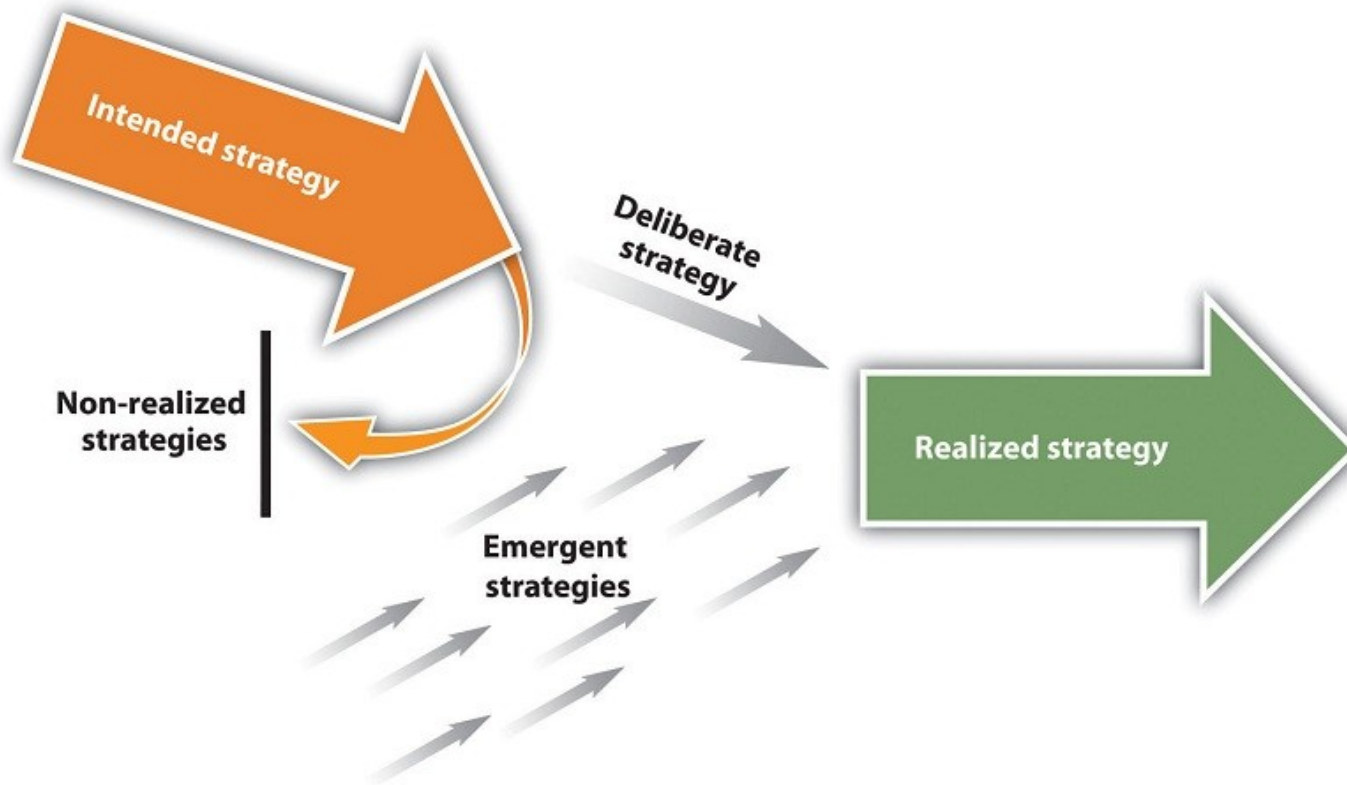 Intended strategy
Deliberate
strategy
Non-realized
strategies
Realized strategy
Emergent
strategies